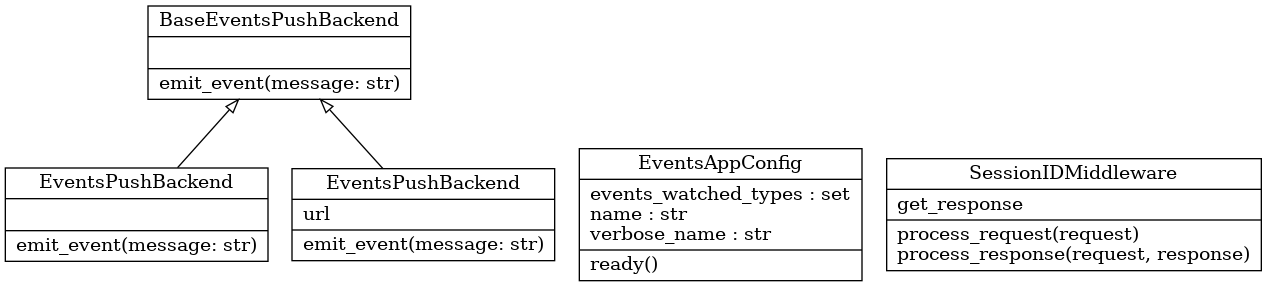 BaseEventsPushBackend
emit_event(message: str)
EventsPushBackend
emit_event(message: str)
EventsPushBackend
url
emit_event(message: str)
EventsAppConfig
events_watched_types : set
name : str
verbose_name : str
ready()
SessionIDMiddleware
get_response
process_request(request)
process_response(request, response)